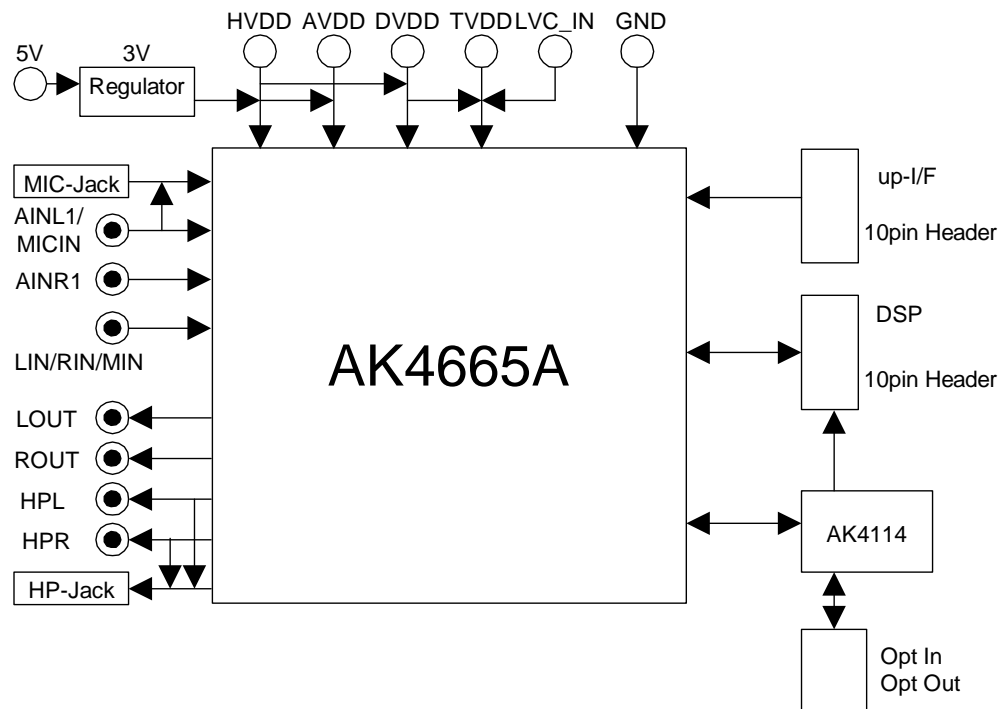 HVDD AVDD DVDD TVDD LVC_IN GND
5V 3V
Regulator
MIC-Jack
AINL1/
MICIN
AINR1
LIN/RIN/MIN
LOUT
ROUT
HPL
HPR
HP-Jack
AK4665A
up-I/F
10pin Header
DSP
10pin Header
AK4114
Opt In
Opt Out